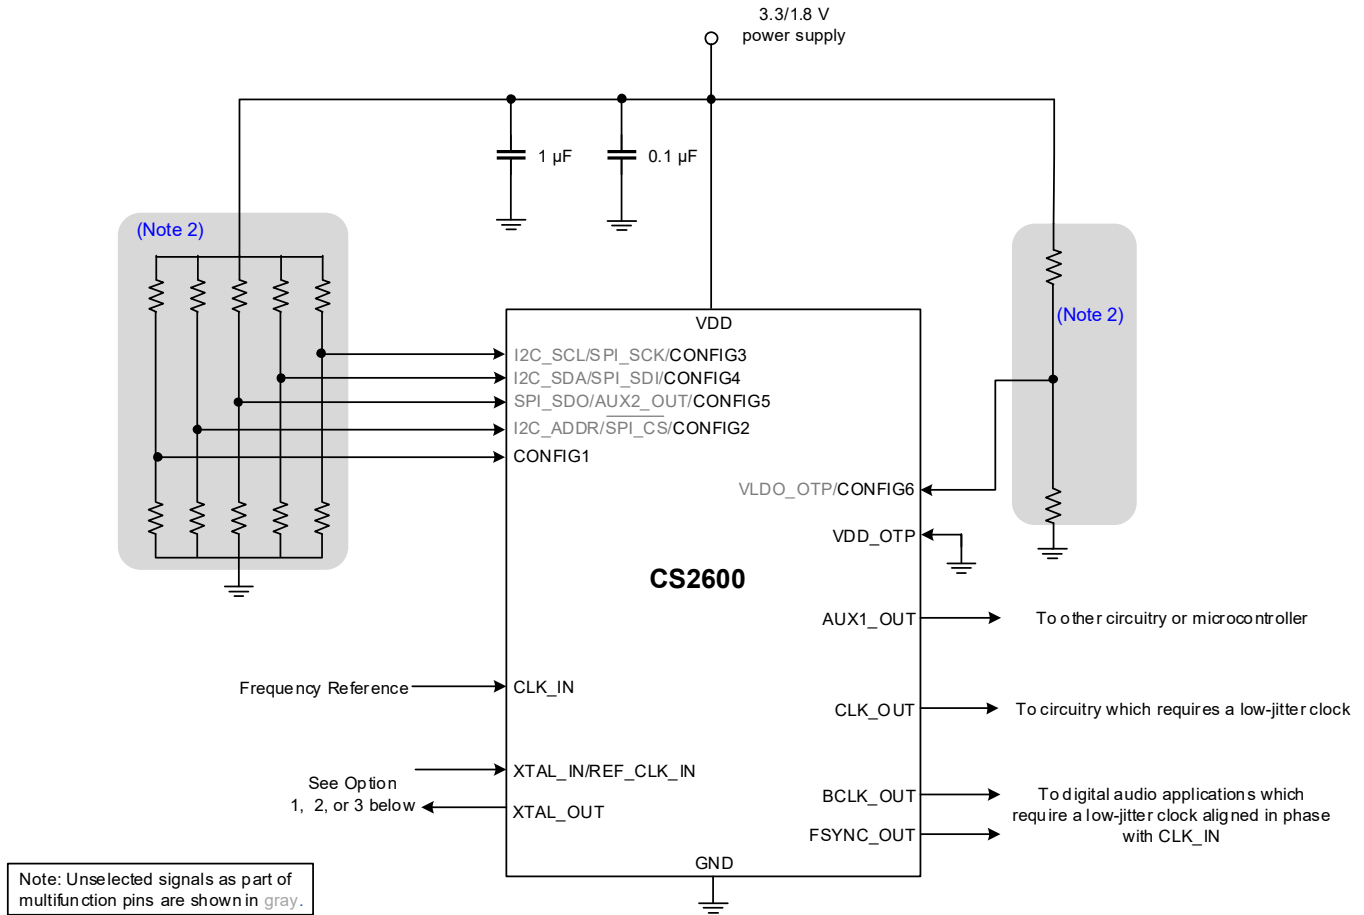 3.3/1.8 V
power supply
1 µF
0.1 µF
(Note 2)
(Note 2)
VDD
I2C_SCL/SPI_SCK/CONFIG3
I2C_SDA/SPI_SDI/CONFIG4
SPI_SDO/AUX2_OUT/CONFIG5
I2C_ADDR/SPI_CS/CONFIG2
CONFIG1
VLDO_OTP/CONFIG6
VDD_OTP
CS2600
AUX1_OUT
To other circuitry or microcontroller
Frequency Reference
CLK_IN
CLK_OUT
To circuitry which requires a low-jitter clock
XTAL_IN/REF_CLK_IN
See Option
1, 2, or 3 below
XTAL_OUT
BCLK_OUT
FSYNC_OUT
To digital audio applications which
require a low-jitter clock aligned in phase
with CLK_IN
GND
Note: Unselected signals as part of
multifunction pins are shown in gray.